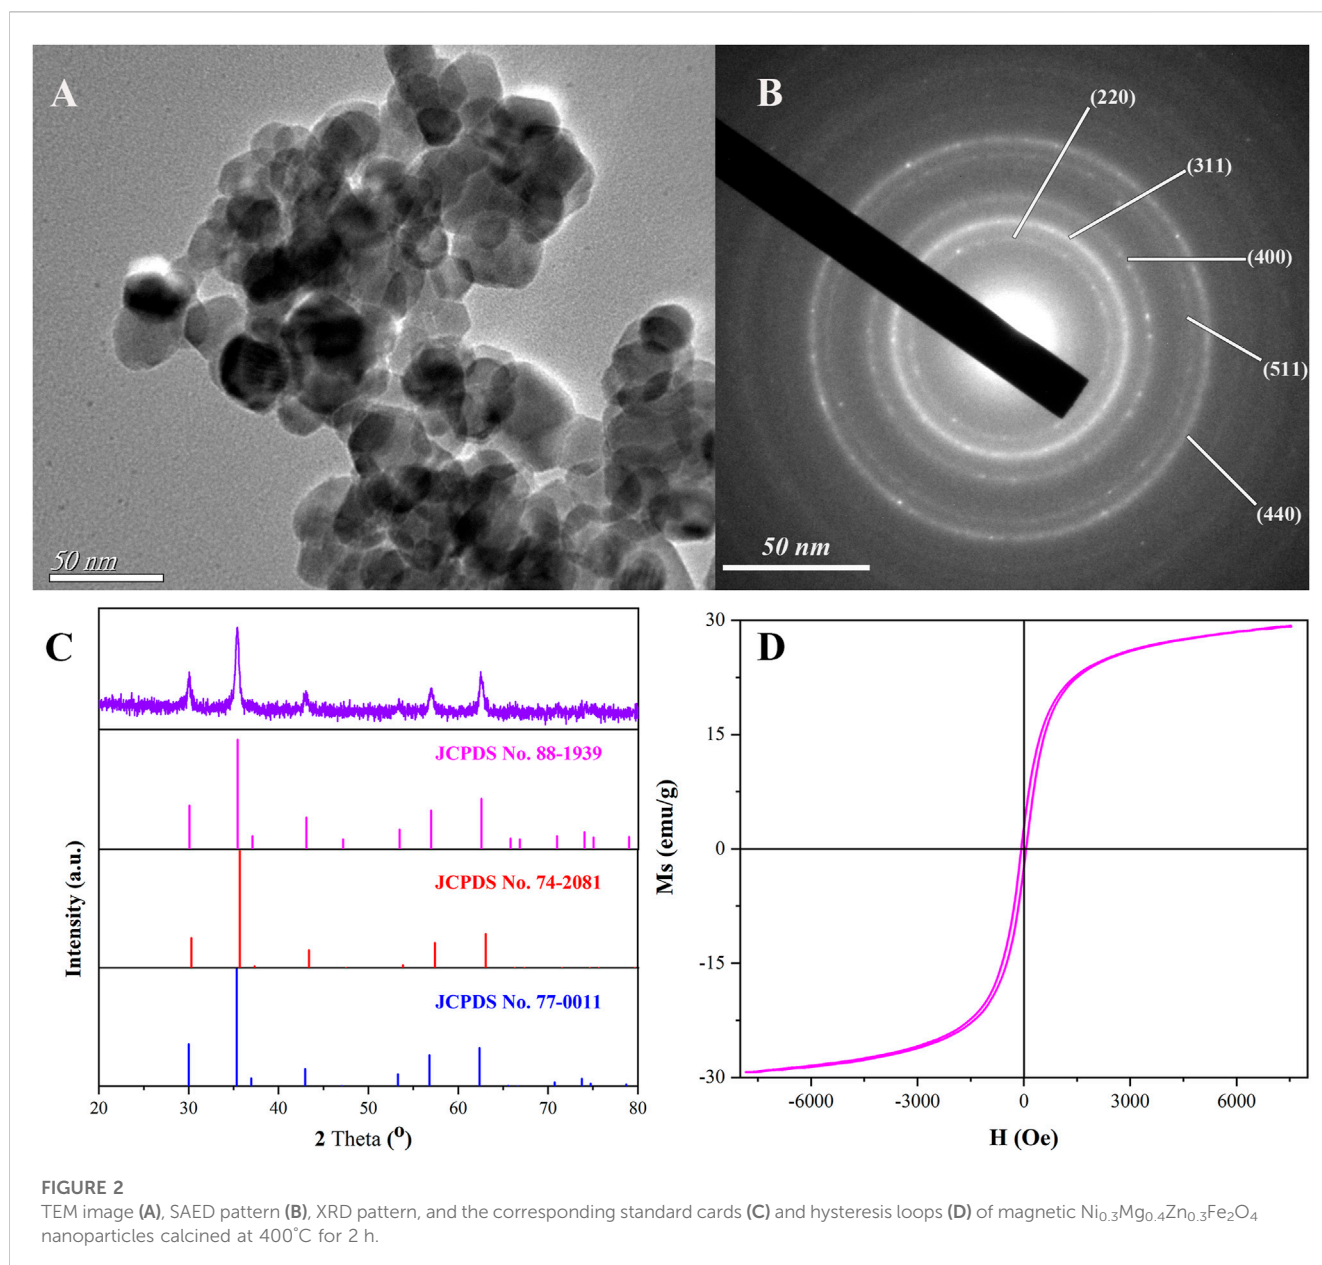 A
50 nm
B
(220)
(311)
(400)
(511)
(440)
50 nm
C
JCPDS No. 88-1939
JCPDS No. 74-2081
JCPDS No. 77-0011
Intensity (a.u.)
20 30 40 50 60 70 80
2 Theta (º)
D
30
15
0
-15
-30
Ms (emu/g)
-6000 -3000 0 3000 6000
H (Oe)
FIGURE 2
TEM image (A), SAED pattern (B), XRD pattern, and the corresponding standard cards (C) and hysteresis loops (D) of magnetic Ni₀.₃Mg₀.₄Zn₀.₃Fe₂O₄
nanoparticles calcined at 400°C for 2 h.